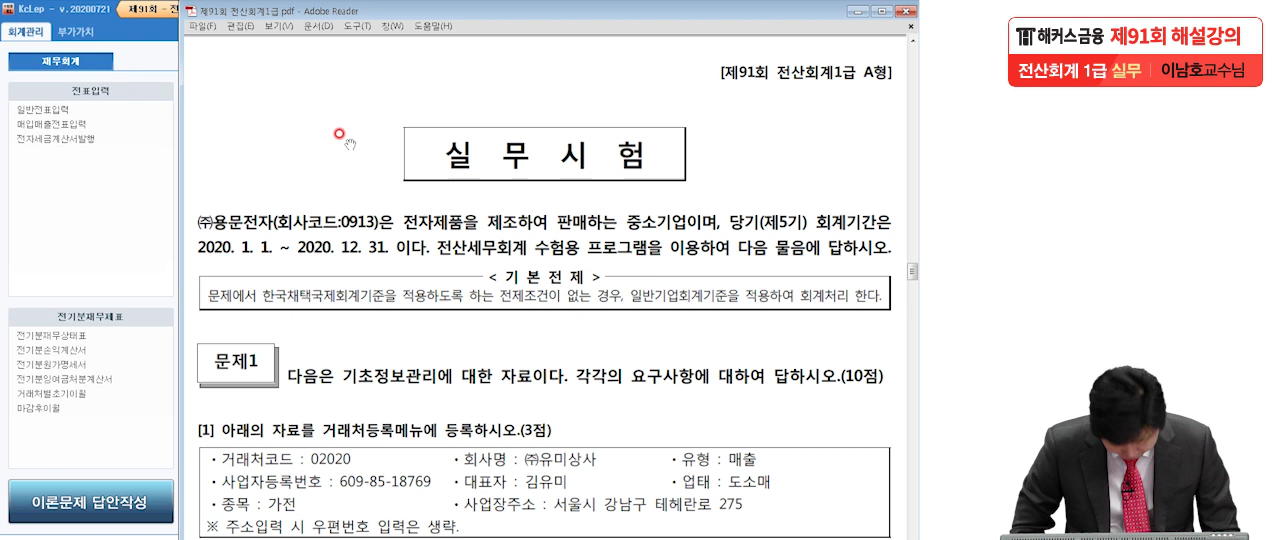 KcLep - v.20200721
제91회 - 전
회계관리
부가가치
재무회계
전표입력
일반전표입력
매입매출전표입력
전자세금계산서발행
전기분재무제표
전기분재무상태표
전기분손익계산서
전기분원가명세서
전기분잉여금처분계산서
거래처별초기이월
마감후이월
이론문제 답안작성
제91회 전산회계1급.pdf - Adobe Reader
파일(F) 편집(E) 보기(V) 문서(D) 도구(T) 창(W) 도움말(H)
[제91회 전산회계1급 A형]
실 무 시 험
㈜용문전자(회사코드:0913)은 전자제품을 제조하여 판매하는 중소기업이며, 당기(제5기) 회계기간은
2020. 1. 1. ~ 2020. 12. 31. 이다. 전산세무회계 수험용 프로그램을 이용하여 다음 물음에 답하시오.
< 기 본 전 제 >
문제에서 한국채택국제회계기준을 적용하도록 하는 전제조건이 없는 경우, 일반기업회계기준을 적용하여 회계처리 한다.
문제1
다음은 기초정보관리에 대한 자료이다. 각각의 요구사항에 대하여 답하시오.(10점)
[1] 아래의 자료를 거래처등록메뉴에 등록하시오.(3점)
· 거래처코드 : 02020 · 회사명 : ㈜유미상사 · 유형 : 매출
· 사업자등록번호 : 609-85-18769 · 대표자 : 김유미 · 업태 : 도소매
· 종목 : 가전 · 사업장주소 : 서울시 강남구 테헤란로 275
※ 주소입력 시 우편번호 입력은 생략.
해커스금융 제91회 해설강의
전산회계 1급 실무 | 이남호교수님